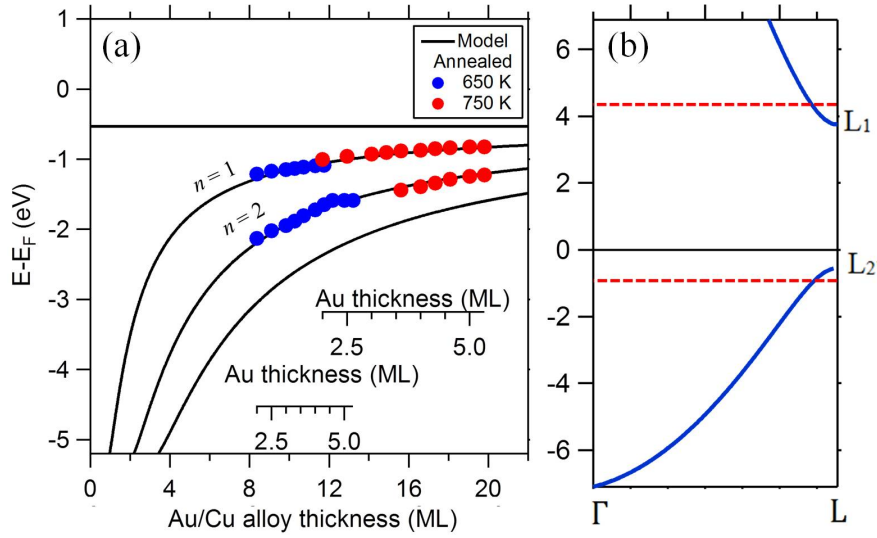 (a)
Model
Annealed
650 K
750 K
1
0
-1
-2
-3
-4
-5
E-E_F (eV)
n = 1
n = 2
Au thickness (ML)
2.5 5.0
Au thickness (ML)
2.5 5.0
0 4 8 12 16 20
Au/Cu alloy thickness (ML)
(b)
6
4
2
0
-2
-4
-6
L1
L2
Γ L